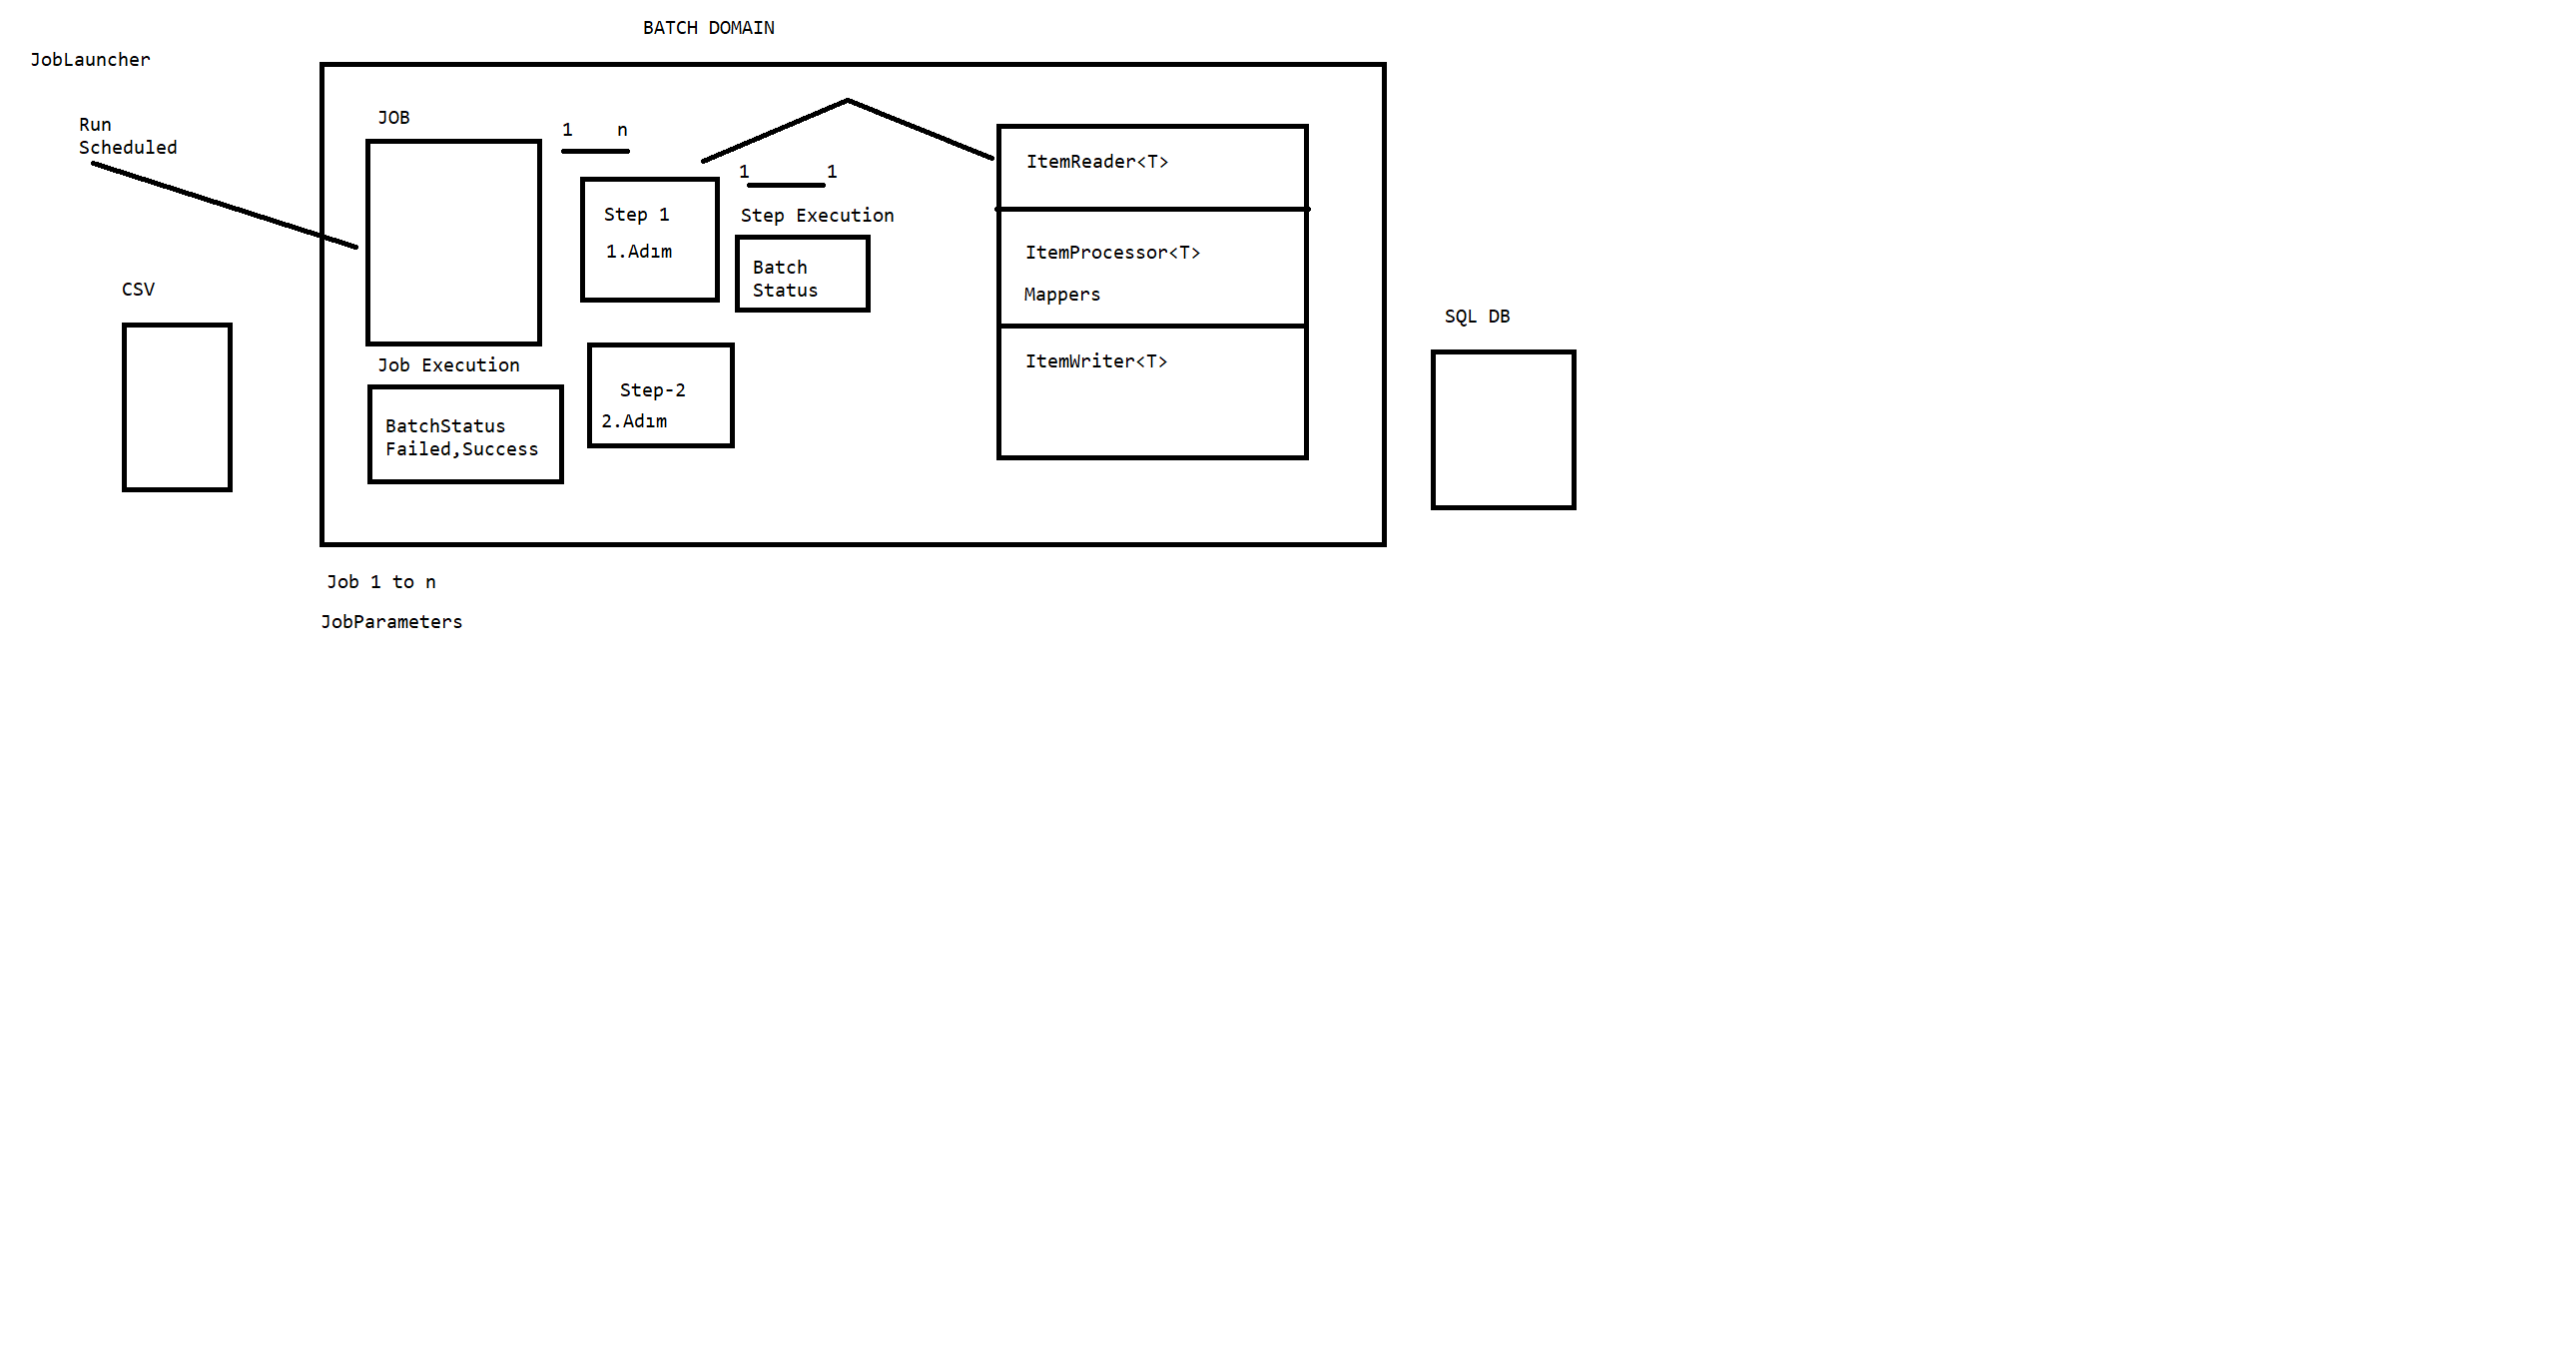 BATCH DOMAIN
JobLauncher
Run
Scheduled
JOB
1 n
1 1
Step 1
1.Adım
Step Execution
Batch
Status
ItemReader<T>
ItemProcessor<T>
Mappers
ItemWriter<T>
CSV
SQL DB
Job Execution
BatchStatus
Failed,Success
Step-2
2.Adım
Job 1 to n
JobParameters